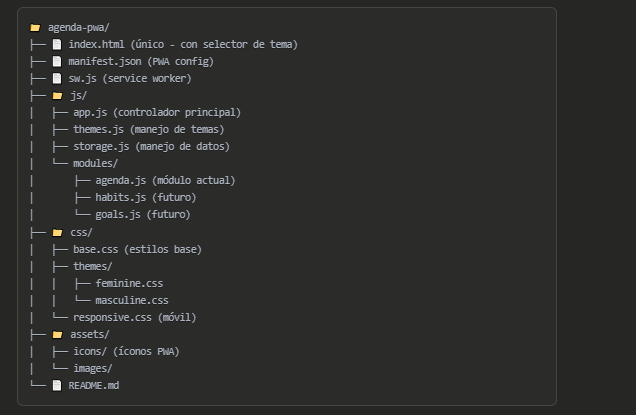 📂 agenda-pwa/
├── 📄 index.html (único - con selector de tema)
├── 📄 manifest.json (PWA config)
├── 📄 sw.js (service worker)
├── 📂 js/
│   ├── app.js (controlador principal)
│   ├── themes.js (manejo de temas)
│   ├── storage.js (manejo de datos)
│   └── modules/
│       ├── agenda.js (módulo actual)
│       ├── habits.js (futuro)
│       └── goals.js (futuro)
├── 📂 css/
│   ├── base.css (estilos base)
│   ├── themes/
│   │   ├── feminine.css
│   │   └── masculine.css
│   └── responsive.css (móvil)
├── 📂 assets/
│   ├── icons/ (íconos PWA)
│   └── images/
└── 📄 README.md